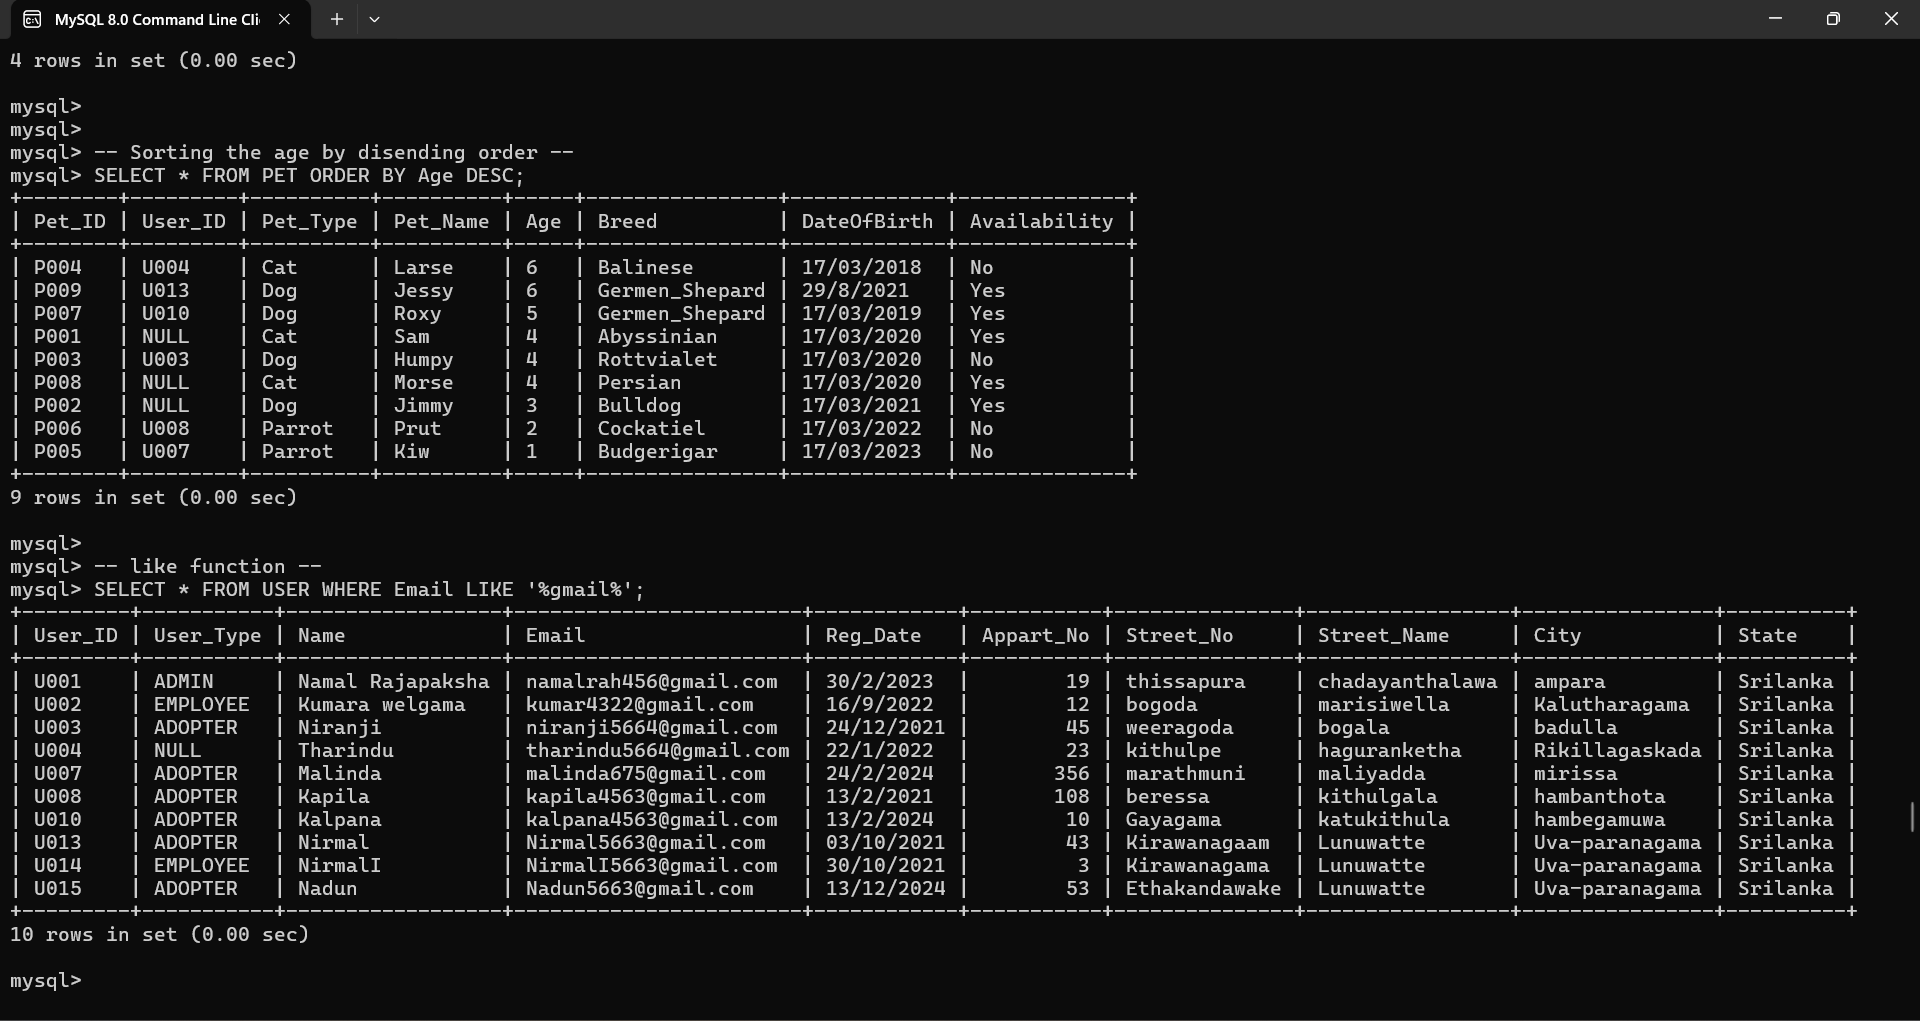 MySQL 8.0 Command Line Cli
4 rows in set (0.00 sec)
mysql>
mysql>
mysql> -- Sorting the age by disending order --
mysql> SELECT * FROM PET ORDER BY Age DESC;
+--------+---------+----------+----------+-----+----------------+-------------+--------------+
| Pet_ID | User_ID | Pet_Type | Pet_Name | Age | Breed          | DateOfBirth | Availability |
+--------+---------+----------+----------+-----+----------------+-------------+--------------+
| P004   | U004    | Cat      | Larse    | 6   | Balinese       | 17/03/2018  | No           |
| P009   | U013    | Dog      | Jessy    | 6   | Germen_Shepard | 29/8/2021   | Yes          |
| P007   | U010    | Dog      | Roxy     | 5   | Germen_Shepard | 17/03/2019  | Yes          |
| P001   | NULL    | Cat      | Sam      | 4   | Abyssinian     | 17/03/2020  | Yes          |
| P003   | U003    | Dog      | Humpy    | 4   | Rottvialet     | 17/03/2020  | No           |
| P008   | NULL    | Cat      | Morse    | 4   | Persian        | 17/03/2020  | Yes          |
| P002   | NULL    | Dog      | Jimmy    | 3   | Bulldog        | 17/03/2021  | Yes          |
| P006   | U008    | Parrot   | Prut     | 2   | Cockatiel      | 17/03/2022  | No           |
| P005   | U007    | Parrot   | Kiw      | 1   | Budgerigar     | 17/03/2023  | No           |
+--------+---------+----------+----------+-----+----------------+-------------+--------------+
9 rows in set (0.00 sec)
mysql>
mysql> -- like function --
mysql> SELECT * FROM USER WHERE Email LIKE '%gmail%';
+---------+-----------+------------------+------------------------+------------+-----------+---------------+-----------------+----------------+----------+
| User_ID | User_Type | Name             | Email                  | Reg_Date   | Appart_No | Street_No     | Street_Name     | City           | State    |
+---------+-----------+------------------+------------------------+------------+-----------+---------------+-----------------+----------------+----------+
| U001    | ADMIN     | Namal Rajapaksha | namalrah456@gmail.com  | 30/2/2023  |        19 | thissapura    | chadayanthalawa | ampara         | Srilanka |
| U002    | EMPLOYEE  | Kumara welgama   | kumar4322@gmail.com    | 16/9/2022  |        12 | bogoda        | marisiwella     | Kalutharagama  | Srilanka |
| U003    | ADOPTER   | Niranji          | niranji5664@gmail.com  | 24/12/2021 |        45 | weeragoda     | bogala          | badulla        | Srilanka |
| U004    | NULL      | Tharindu         | tharindu5664@gmail.com | 22/1/2022  |        23 | kithulpe      | haguranketha    | Rikillagaskada | Srilanka |
| U007    | ADOPTER   | Malinda          | malinda675@gmail.com   | 24/2/2024  |       356 | marathmuni    | maliyadda       | mirissa        | Srilanka |
| U008    | ADOPTER   | Kapila           | kapila4563@gmail.com   | 13/2/2021  |       108 | beressa       | kithulgala      | hambanthota    | Srilanka |
| U010    | ADOPTER   | Kalpana          | kalpana4563@gmail.com  | 13/2/2024  |        10 | Gayagama      | katukithula     | hambegamuwa    | Srilanka |
| U013    | ADOPTER   | Nirmal           | Nirmal5663@gmail.com   | 03/10/2021 |        43 | Kirawanagaam  | Lunuwatte       | Uva-paranagama | Srilanka |
| U014    | EMPLOYEE  | NirmalI          | NirmalI5663@gmail.com  | 30/10/2021 |         3 | Kirawanagama  | Lunuwatte       | Uva-paranagama | Srilanka |
| U015    | ADOPTER   | Nadun            | Nadun5663@gmail.com    | 13/12/2024 |        53 | Ethakandawake | Lunuwatte       | Uva-paranagama | Srilanka |
+---------+-----------+------------------+------------------------+------------+-----------+---------------+-----------------+----------------+----------+
10 rows in set (0.00 sec)
mysql>